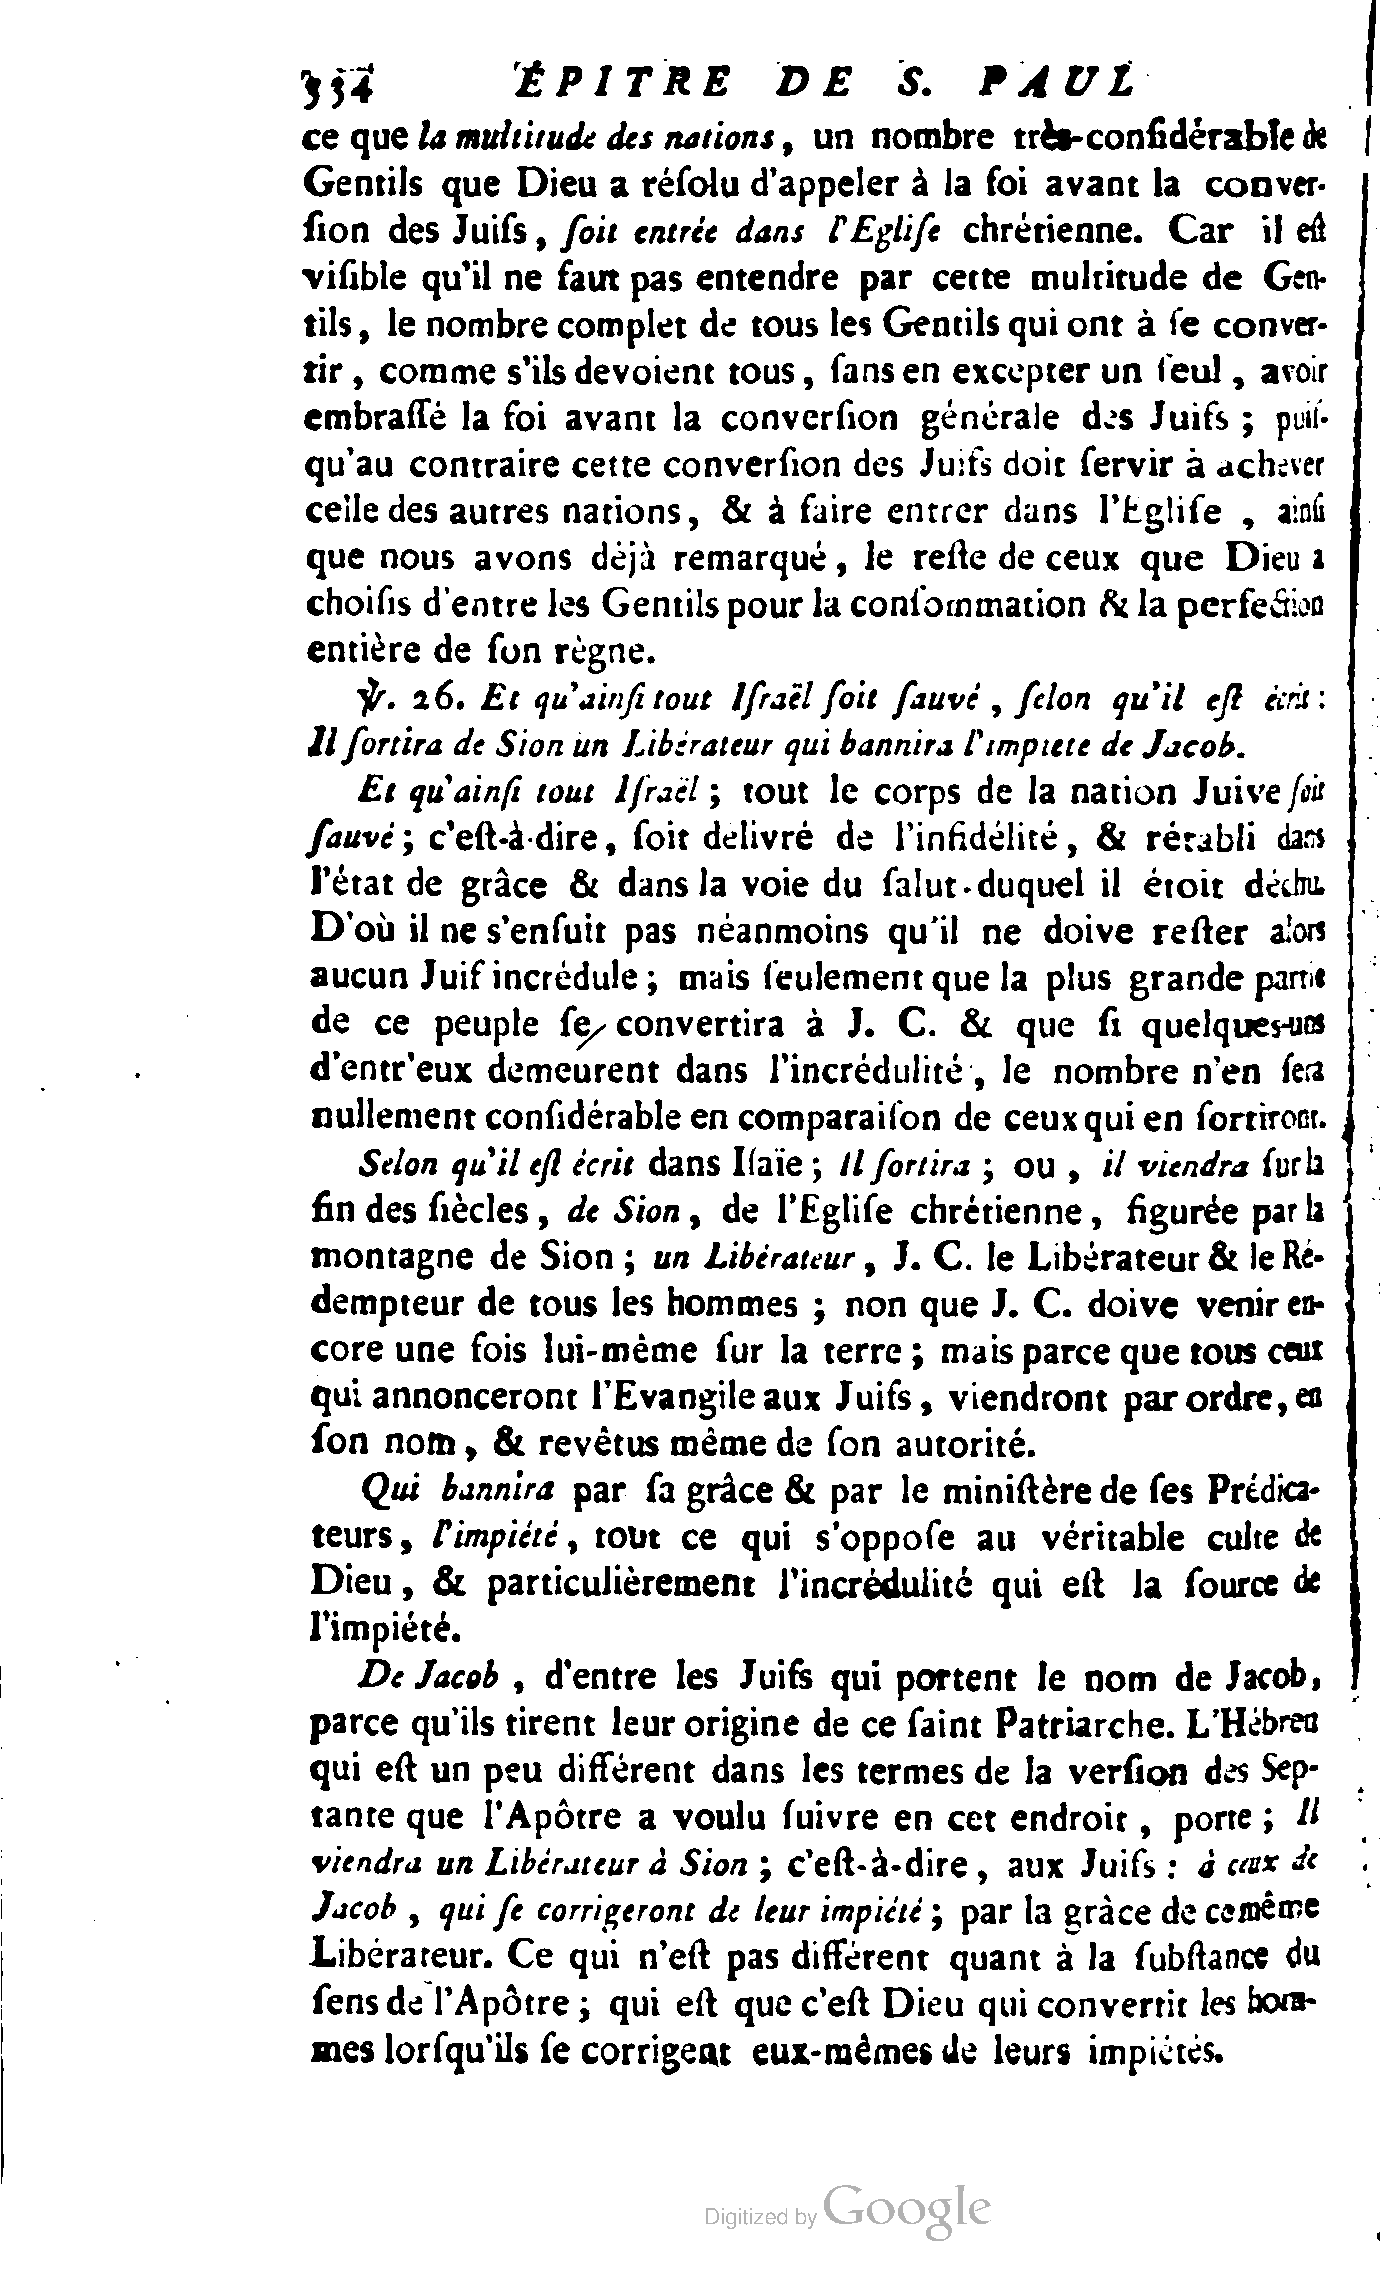 354 ÉPITRE DE S. PAUL
ce que la multitude des nations, un nombre très-conſidérable de
Gentils que Dieu a réſolu d'appeler à la foi avant la conver-
ſion des Juifs, ſoit entrée dans l'Egliſe chrétienne. Car il eſt
viſible qu'il ne faut pas entendre par cette multitude de Gen-
tils, le nombre complet de tous les Gentils qui ont à ſe conver-
tir, comme s'ils devoient tous, ſans en excepter un ſeul, avoir
embraſſé la foi avant la converſion générale des Juifs ; puiſ-
qu'au contraire cette converſion des Juifs doit ſervir à achever
celle des autres nations, & à faire entrer dans l'Egliſe, ainſi
que nous avons déjà remarqué, le reſte de ceux que Dieu a
choiſis d'entre les Gentils pour la conſommation & la perfection
entière de ſon règne.
℣. 26. Et qu'ainſi tout Iſraël ſoit ſauvé, ſelon qu'il eſt écrit :
Il ſortira de Sion un Libérateur qui bannira l'impiété de Jacob.
Et qu'ainſi tout Iſraël ; tout le corps de la nation Juive ſoit
ſauvé ; c'eſt-à-dire, ſoit délivré de l'infidélité, & rétabli dans
l'état de grâce & dans la voie du ſalut duquel il étoit déchu.
D'où il ne s'enſuit pas néanmoins qu'il ne doive reſter alors
aucun Juif incrédule ; mais ſeulement que la plus grande partie
de ce peuple ſe convertira à J. C. & que ſi quelques-uns
d'entr'eux demeurent dans l'incrédulité, le nombre n'en ſera
nullement conſidérable en comparaiſon de ceux qui en ſortiront.
Selon qu'il eſt écrit dans Iſaïe ; Il ſortira ; ou, il viendra ſur la
fin des ſiècles, de Sion, de l'Egliſe chrétienne, figurée par la
montagne de Sion ; un Libérateur, J. C. le Libérateur & le Ré-
dempteur de tous les hommes ; non que J. C. doive venir en-
core une fois lui-même ſur la terre ; mais parce que tous ceux
qui annonceront l'Evangile aux Juifs, viendront par ordre, en
ſon nom, & revêtus même de ſon autorité.
Qui bannira par ſa grâce & par le miniſtère de ſes Prédica-
teurs, l'impiété, tout ce qui s'oppoſe au véritable culte de
Dieu, & particulièrement l'incrédulité qui eſt la ſource de
l'impiété.
De Jacob, d'entre les Juifs qui portent le nom de Jacob,
parce qu'ils tirent leur origine de ce ſaint Patriarche. L'Hébreu
qui eſt un peu différent dans les termes de la verſion des Sep-
tante que l'Apôtre a voulu ſuivre en cet endroit, porte ; Il
viendra un Libérateur à Sion ; c'eſt-à-dire, aux Juifs : à ceux de
Jacob, qui ſe corrigeront de leur impiété ; par la grâce de ce même
Libérateur. Ce qui n'eſt pas différent quant à la ſubſtance du
ſens de l'Apôtre ; qui eſt que c'eſt Dieu qui convertit les hom-
mes lorſqu'ils ſe corrigent eux-mêmes de leurs impiétés.
Digitized by Google